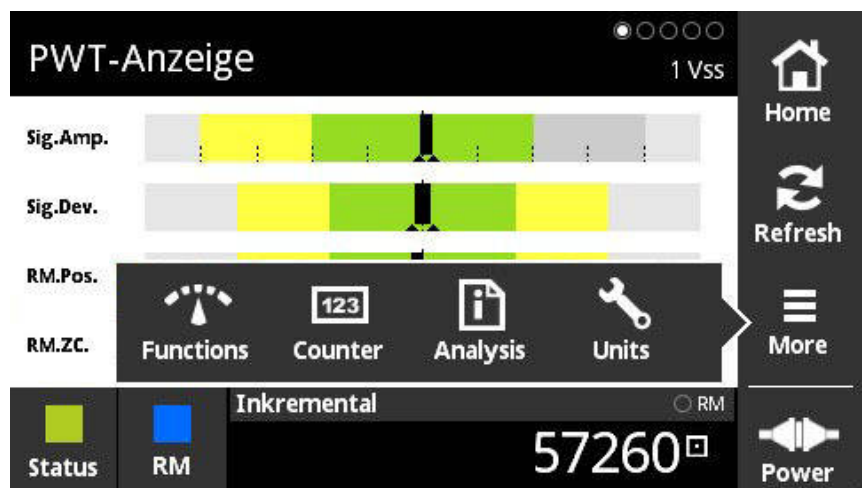 PWT-Anzeige
1 Vss
Home
Sig.Amp.
Sig.Dev.
Refresh
RM.Pos.
123
Functions
Counter
Analysis
Units
More
RM.ZC.
Inkremental
RM
57260
Status
RM
Power